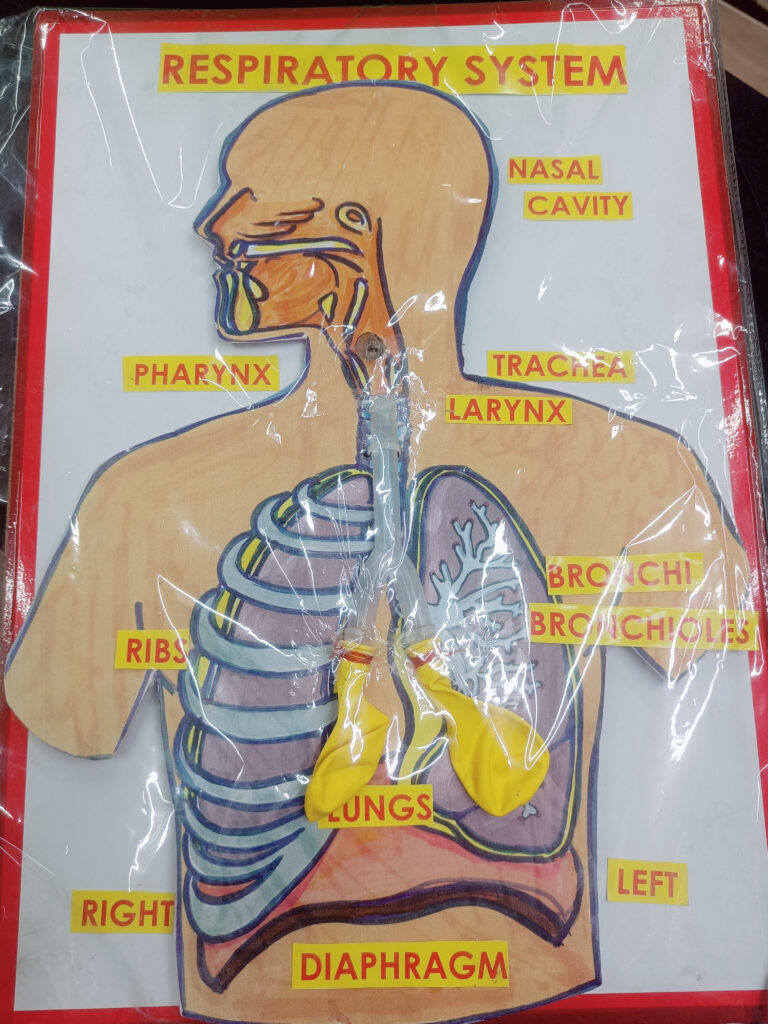 RESPIRATORY SYSTEM
NASAL
CAVITY
PHARYNX
TRACHEA
LARYNX
BRONCHI
BRONCHIOLES
RIBS
LUNGS
LEFT
RIGHT
DIAPHRAGM